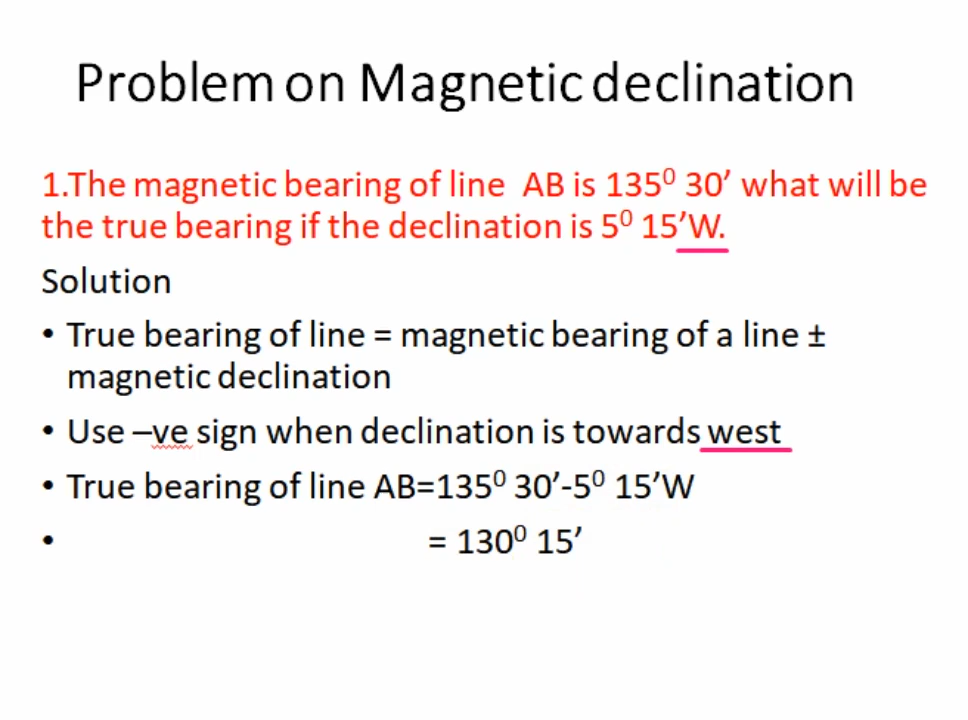 Problem on Magnetic declination
1.The magnetic bearing of line AB is 135⁰ 30’ what will be
the true bearing if the declination is 5⁰ 15’W.
Solution
• True bearing of line = magnetic bearing of a line ±
magnetic declination
• Use –ve sign when declination is towards west
• True bearing of line AB=135⁰ 30’-5⁰ 15’W
• = 130⁰ 15’